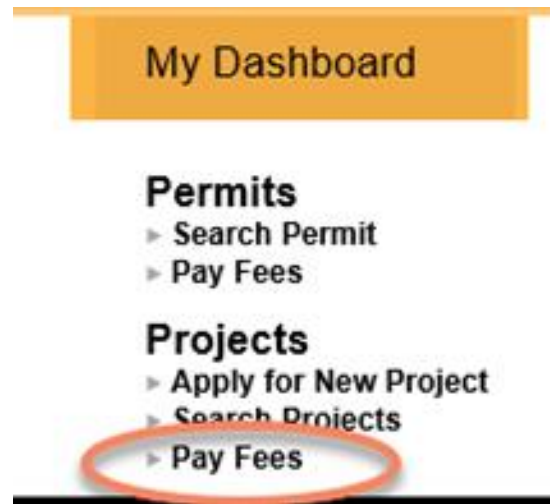 My Dashboard
Permits
Search Permit
Pay Fees
Projects
Apply for New Project
Search Projects
Pay Fees